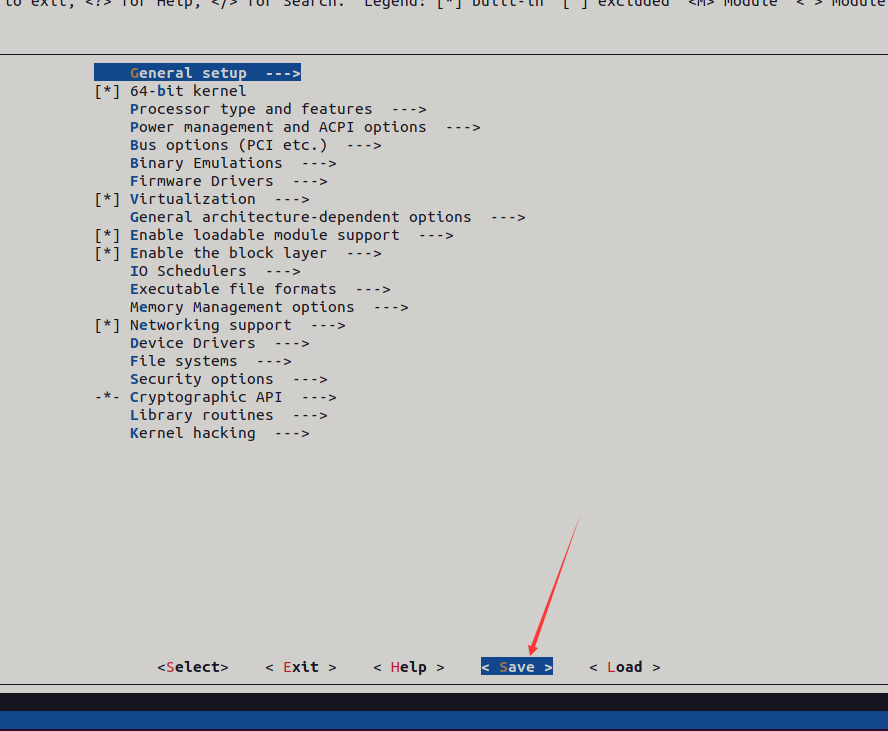 to exit, <?> for Help, </> for Search.  Legend: [*] built-in  [ ] excluded  <M> module  < > module
General setup  --->
[*] 64-bit kernel
Processor type and features  --->
Power management and ACPI options  --->
Bus options (PCI etc.)  --->
Binary Emulations  --->
Firmware Drivers  --->
[*] Virtualization  --->
General architecture-dependent options  --->
[*] Enable loadable module support  --->
[*] Enable the block layer  --->
IO Schedulers  --->
Executable file formats  --->
Memory Management options  --->
[*] Networking support  --->
Device Drivers  --->
File systems  --->
Security options  --->
-*- Cryptographic API  --->
Library routines  --->
Kernel hacking  --->
<Select>    < Exit >    < Help >    < Save >    < Load >